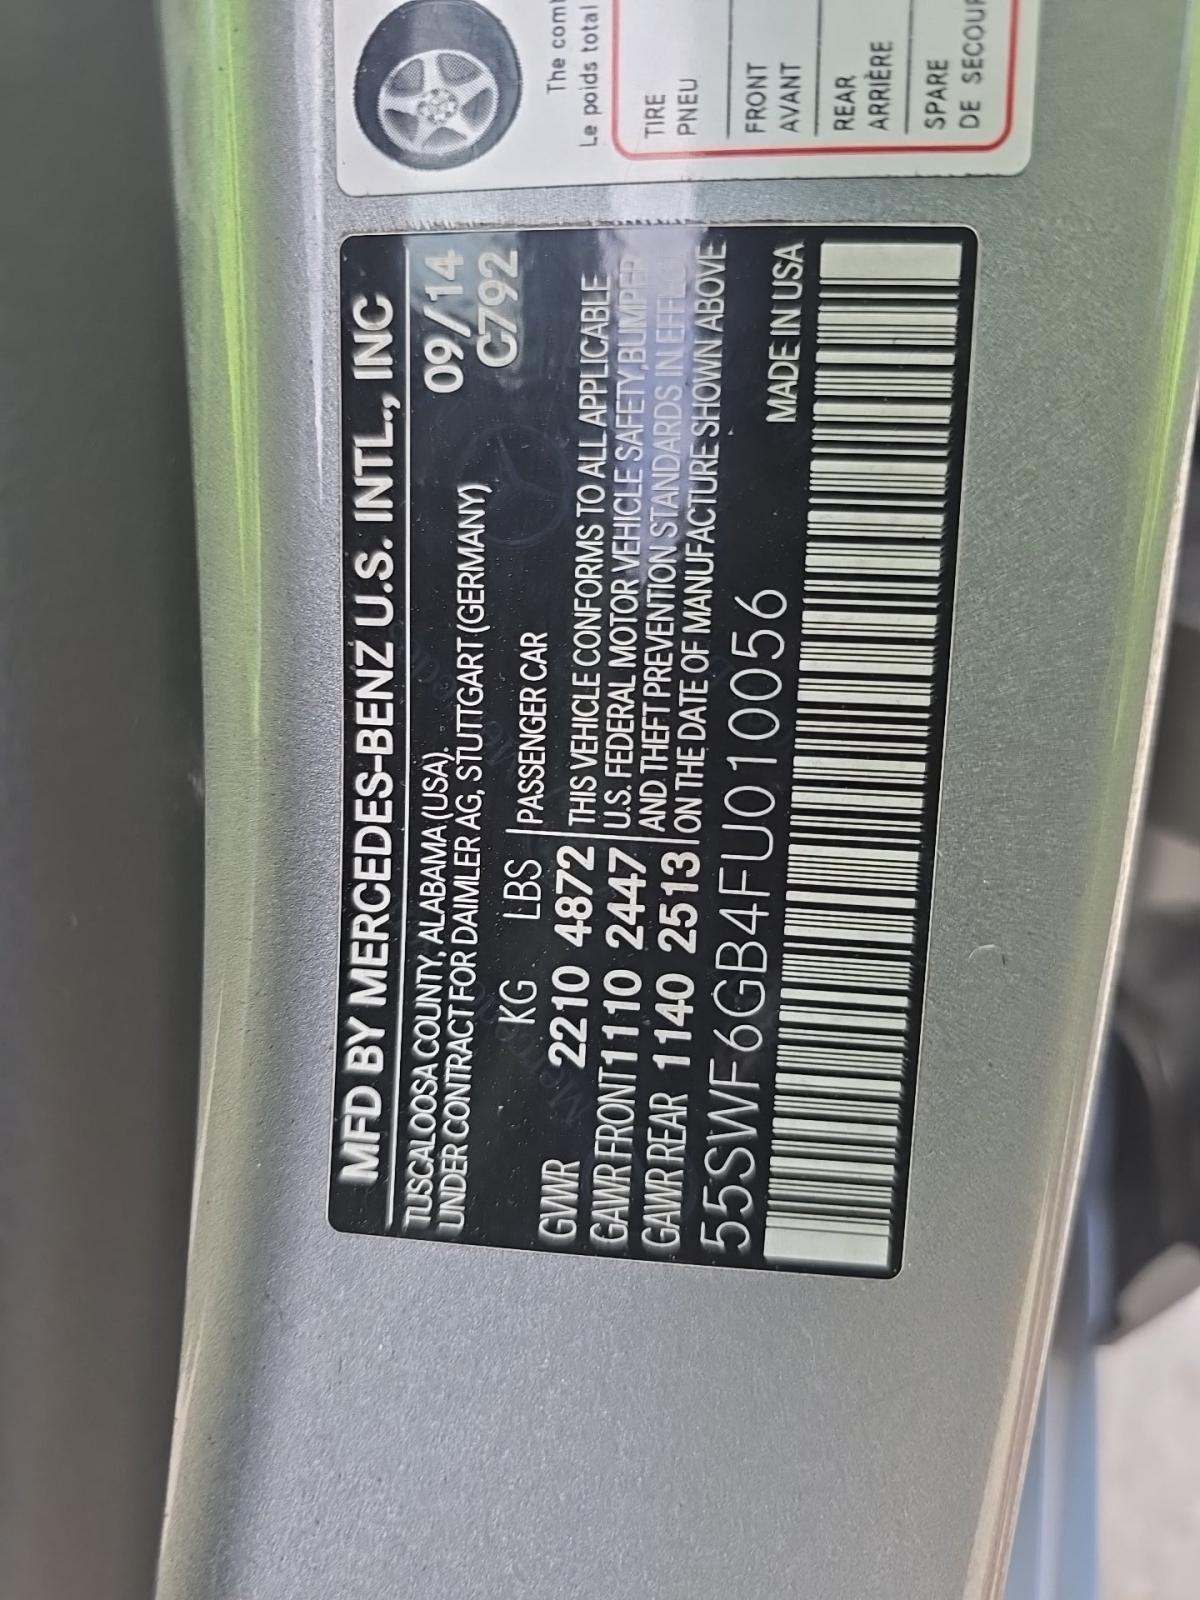 The com
Le poids total
TIRE
PNEU
FRONT
AVANT
REAR
ARRIÈRE
SPARE
DE SECOUR
MFD BY MERCEDES-BENZ U.S. INTL., INC
TUSCALOOSA COUNTY, ALABAMA (USA). 09/14
UNDER CONTRACT FOR DAIMLER AG, STUTTGART (GERMANY) C792
KG LBS PASSENGER CAR
GVWR 2210 4872 THIS VEHICLE CONFORMS TO ALL APPLICABLE
GAWR FRONT 1110 2447 U.S. FEDERAL MOTOR VEHICLE SAFETY, BUMPER
GAWR REAR 1140 2513 AND THEFT PREVENTION STANDARDS IN EFFECT
ON THE DATE OF MANUFACTURE SHOWN ABOVE
55SWF6GB4FU010056 MADE IN USA